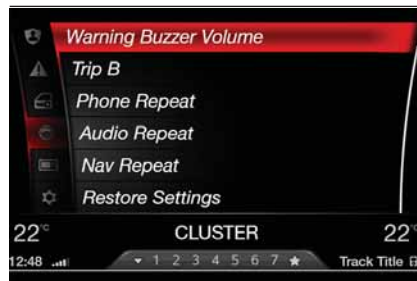 Warning Buzzer Volume
Trip B
Phone Repeat
Audio Repeat
Nav Repeat
Restore Settings
22°C CLUSTER 22°
12:48 1 2 3 4 5 6 7 Track Title